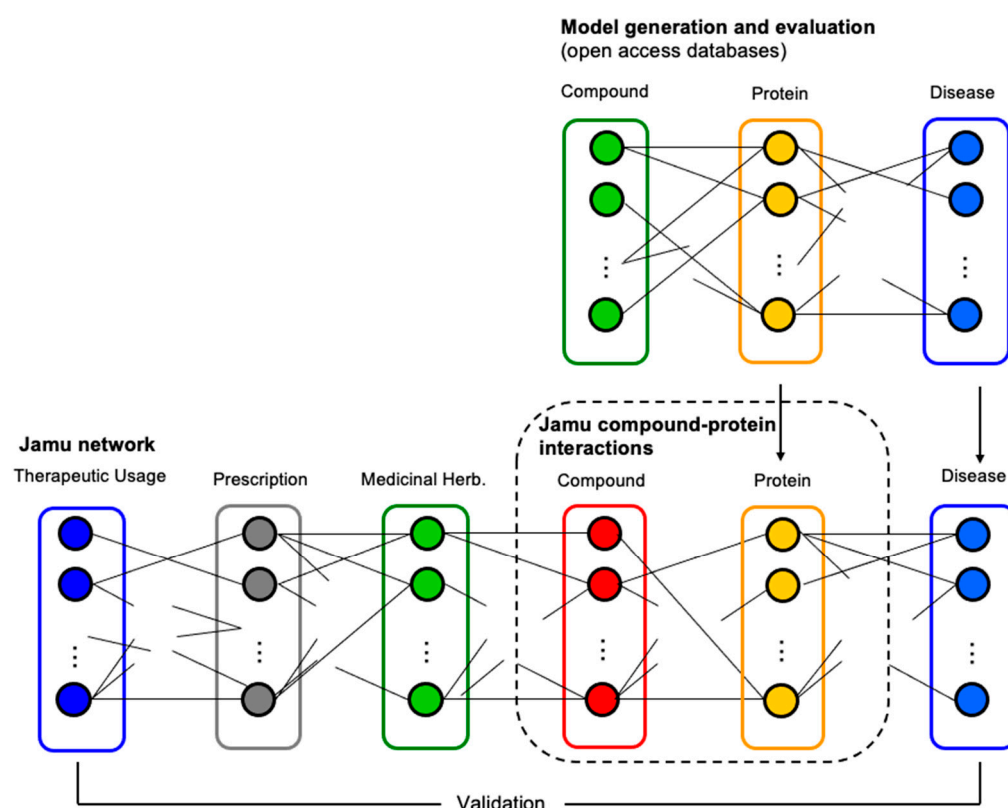 Model generation and evaluation
(open access databases)
Compound
Protein
Disease
Jamu network
Jamu compound-protein
interactions
Therapeutic Usage
Prescription
Medicinal Herb.
Compound
Protein
Disease
Validation